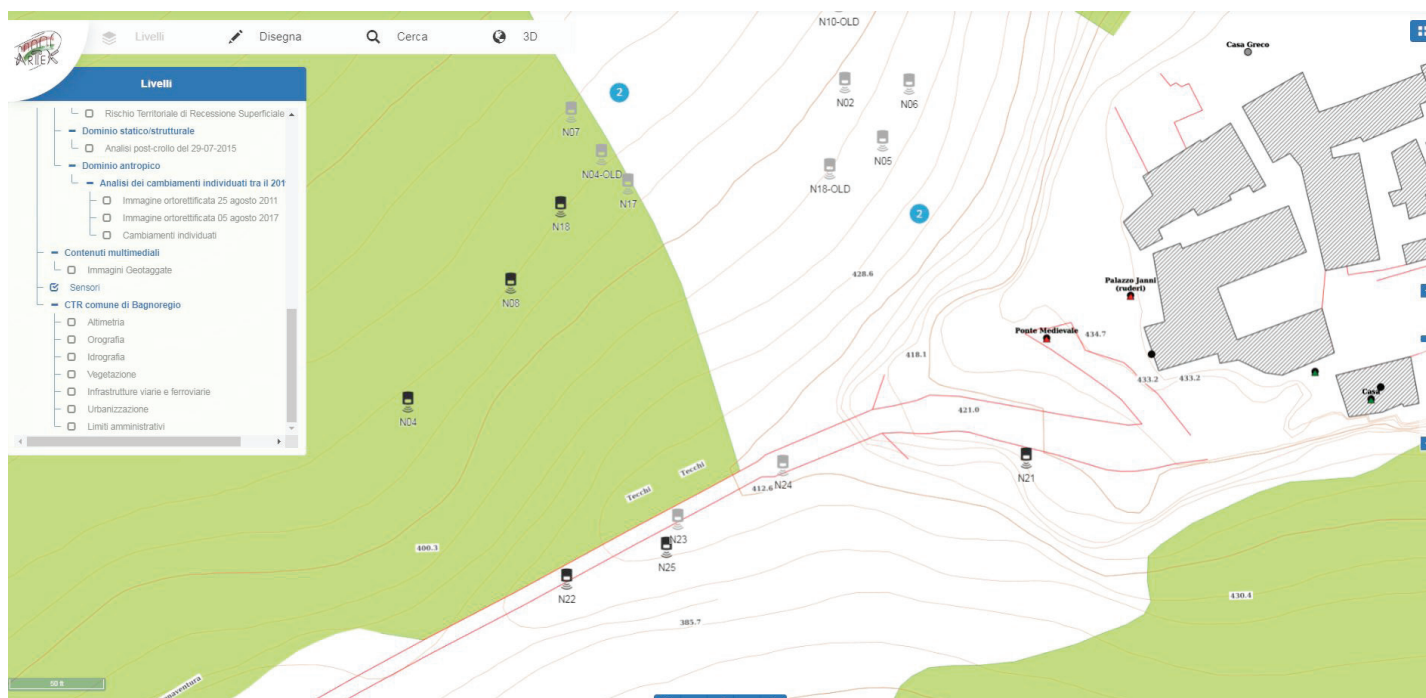 ARTEK
Livelli
Disegna
Cerca
3D
Livelli
Rischio Territoriale di Recessione Superficiale
Dominio statico/strutturale
Analisi post-crollo del 29-07-2015
Dominio antropico
Analisi dei cambiamenti individuati tra il 201
Immagine ortorettificata 25 agosto 2011
Immagine ortorettificata 05 agosto 2017
Cambiamenti individuati
Contenuti multimediali
Immagini Geotaggate
Sensori
CTR comune di Bagnoregio
Altimetria
Orografia
Idrografia
Vegetazione
Infrastrutture viarie e ferroviarie
Urbanizzazione
Limiti amministrativi
N10-OLD
Casa Greco
2
N02
N06
N07
N05
N04-OLD
N18-OLD
N17
N18
2
428.6
N08
Palazzo Janni
(ruderi)
Ponte Medievale
434.7
418.1
433.2
433.2
Casa
N04
421.0
Tecchi
Tecchi
412.6
N24
N21
N23
400.3
N25
N22
430.4
385.7
50 ft
naventura